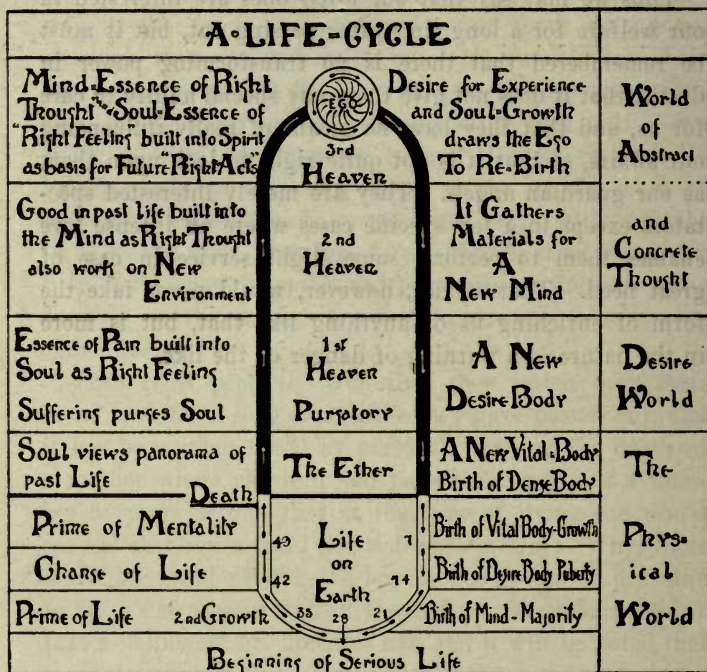 A·LIFE=CYCLE
Mind=Essence of Right
Thought the Soul=Essence of
"Right Feeling" built into Spirit
as basis for Future "Right Acts"
EGO
3rd
Heaven
Desire for Experience
and Soul=Growth
draws the Ego
To Re=Birth
World
of
Abstract
Good in past life built into
the Mind as Right Thought
also work on New
Environment
2nd
Heaven
It Gathers
Materials for
A
New Mind
and
Concrete
Thought
Essence of Pain built into
Soul as Right Feeling
Suffering purges Soul
1st
Heaven
Purgatory
A New
Desire=Body
Desire
World
Soul views panorama of
past Life
Death
The Ether
A New Vital=Body
Birth of Dense=Body
The
Phys=
ical
World
Prime of Mentality
49
Life
on
Earth
7
Birth of Vital Body=Growth
Change of Life
42
14
Birth of Desire Body Puberty
Prime of Life 2nd Growth
35
28
21
Birth of Mind - Majority
Beginning of Serious Life